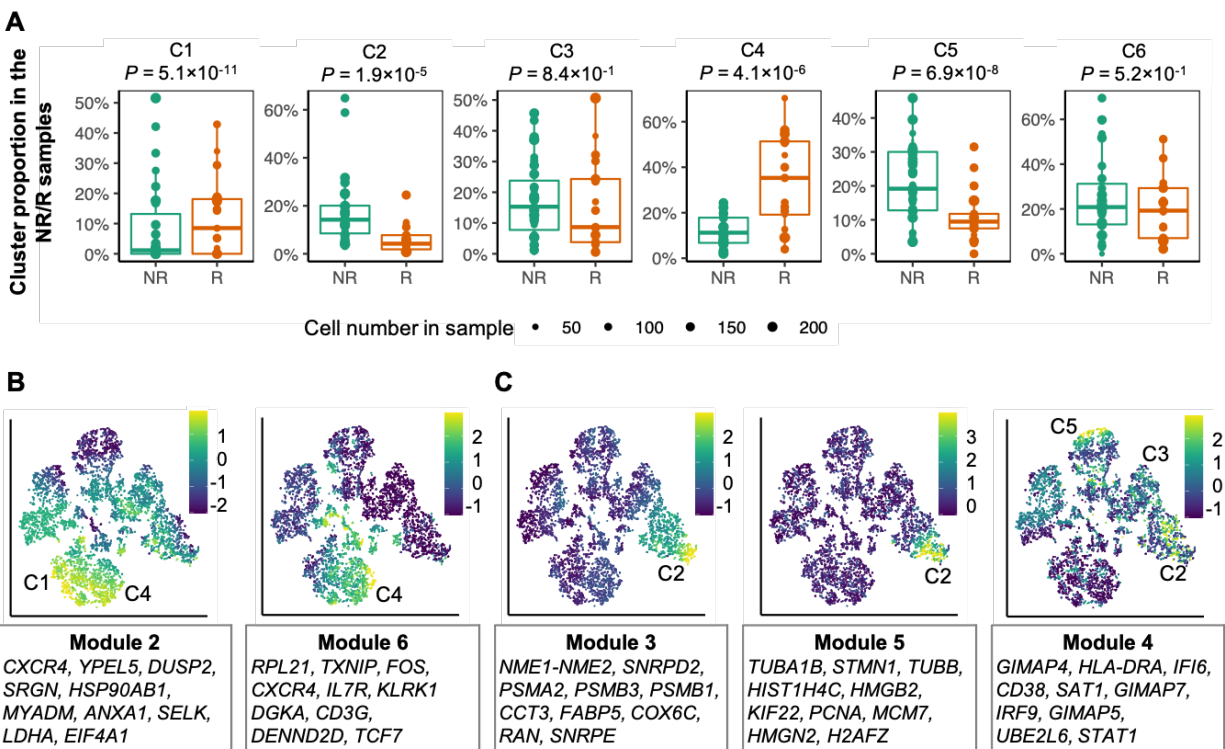 A
Cluster proportion in the
NR/R samples
C1
P = 5.1×10-11
50%
40%
30%
20%
10%
0%
NR R
C2
P = 1.9×10-5
60%
40%
20%
0%
NR R
C3
P = 8.4×10-1
50%
40%
30%
20%
10%
0%
NR R
C4
P = 4.1×10-6
60%
40%
20%
0%
NR R
C5
P = 6.9×10-8
40%
30%
20%
10%
0%
NR R
C6
P = 5.2×10-1
60%
40%
20%
0%
NR R
Cell number in sample 50 100 150 200
B
1
0
-1
-2
C1
C4
Module 2
CXCR4, YPEL5, DUSP2,
SRGN, HSP90AB1,
MYADM, ANXA1, SELK,
LDHA, EIF4A1
2
1
0
-1
C4
Module 6
RPL21, TXNIP, FOS,
CXCR4, IL7R, KLRK1
DGKA, CD3G,
DENND2D, TCF7
C
2
1
0
-1
C2
Module 3
NME1-NME2, SNRPD2,
PSMA2, PSMB3, PSMB1,
CCT3, FABP5, COX6C,
RAN, SNRPE
3
2
1
0
C2
Module 5
TUBA1B, STMN1, TUBB,
HIST1H4C, HMGB2,
KIF22, PCNA, MCM7,
HMGN2, H2AFZ
C5
C3
2
1
0
-1
C2
Module 4
GIMAP4, HLA-DRA, IFI6,
CD38, SAT1, GIMAP7,
IRF9, GIMAP5,
UBE2L6, STAT1